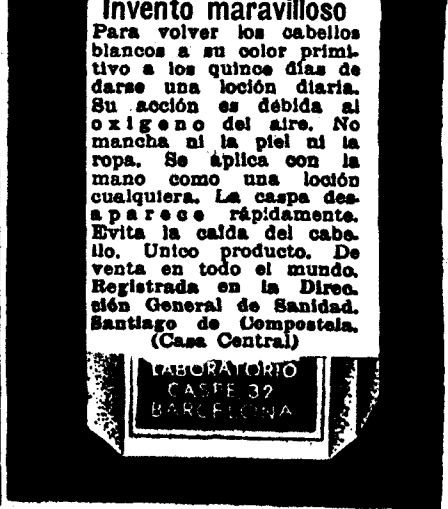 Invento maravilloso
Para volver los cabellos
blancos a su color primi-
tivo a los quince días de
darse una loción diaria.
Su acción es debida al
oxígeno del aire. No
mancha ni la piel ni la
ropa. Se aplica con la
mano como una loción
cualquiera. La caspa des-
aparece rápidamente.
Evita la caída del cabe-
llo. Unico producto. De
venta en todo el mundo.
Registrada en la Direc-
ción General de Sanidad.
Santiago de Compostela.
(Casa Central)
LABORATORIO
CASPE 32
BARCELONA